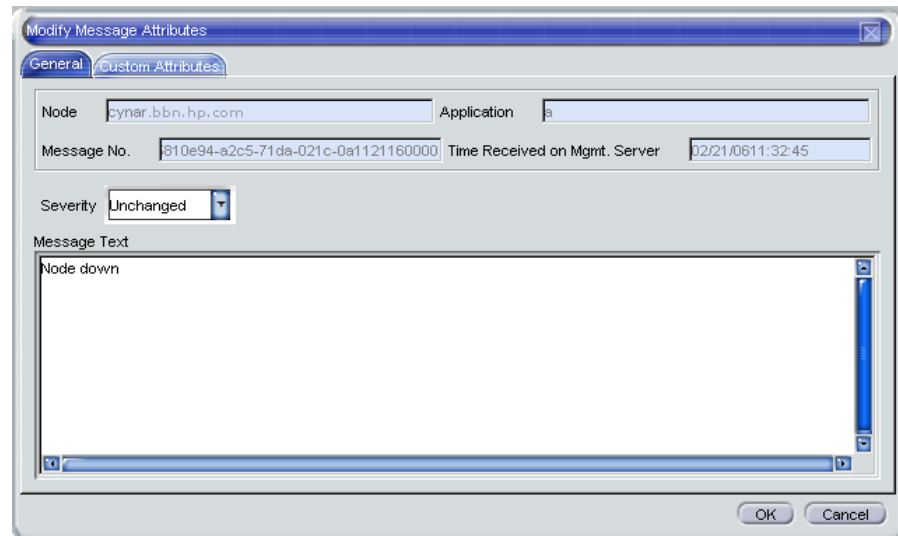 Modify Message Attributes
General Custom Attributes
Node cynar.bbn.hp.com Application a
Message No. 810e94-a2c5-71da-021c-0a1121160000 Time Received on Mgmt. Server 02/21/0611:32:45
Severity Unchanged
Message Text
Node down
OK Cancel